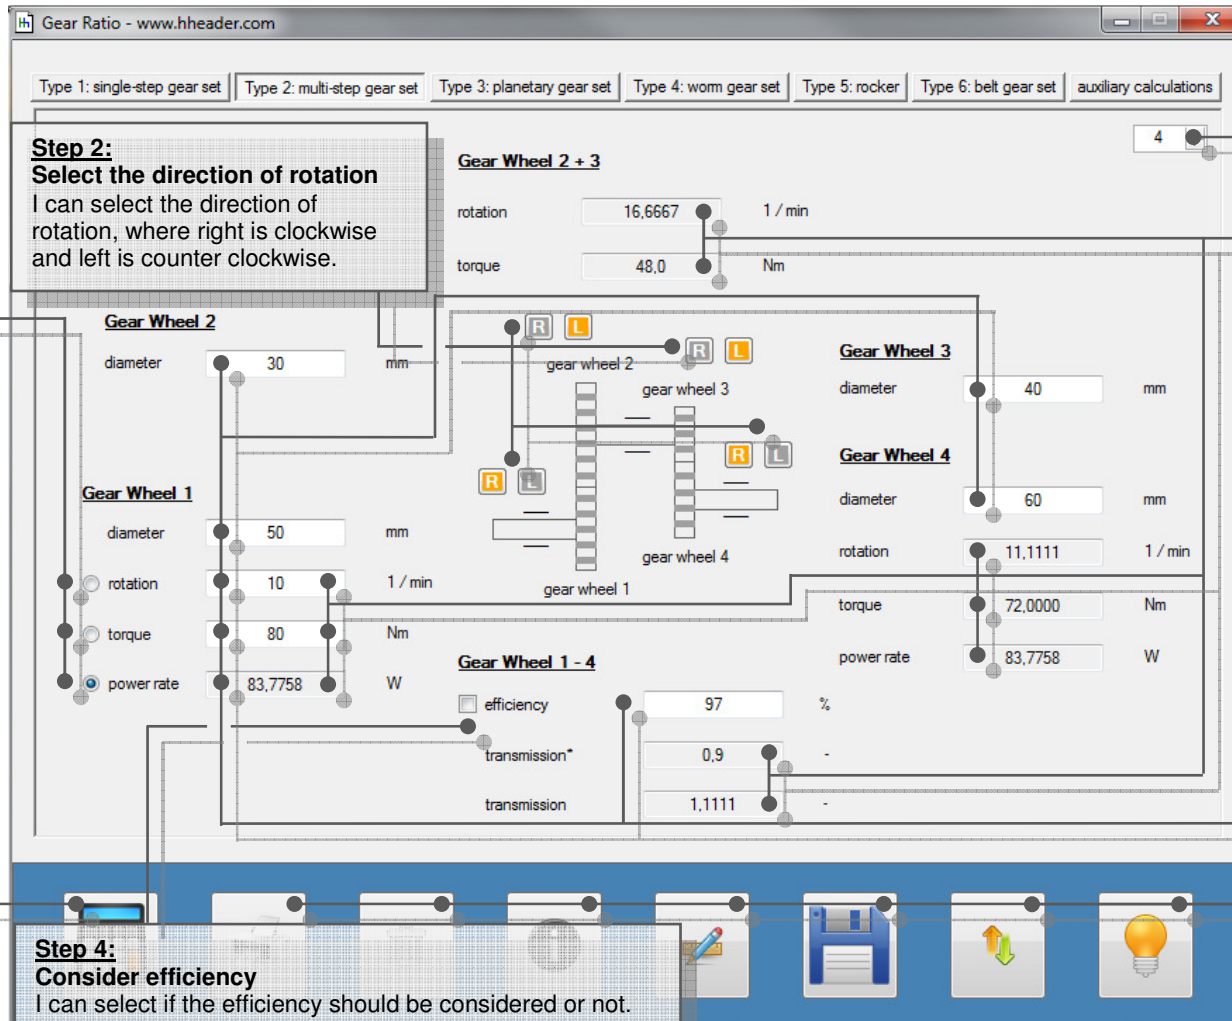 Gear Ratio - www.hheader.com
Type 1: single-step gear set Type 2: multi-step gear set Type 3: planetary gear set Type 4: worm gear set Type 5: rocker Type 6: belt gear set auxiliary calculations
4
Step 2:
Select the direction of rotation
I can select the direction of
rotation, where right is clockwise
and left is counter clockwise.
Gear Wheel 2 + 3
rotation 16,6667 1 / min
torque 48,0 Nm
Gear Wheel 2
diameter 30 mm
R L
gear wheel 2
R L
gear wheel 3
Gear Wheel 3
diameter 40 mm
R L
R L
gear wheel 4
gear wheel 1
Gear Wheel 4
diameter 60 mm
rotation 11,1111 1 / min
torque 72,0000 Nm
power rate 83,7758 W
Gear Wheel 1
diameter 50 mm
rotation 10 1 / min
torque 80 Nm
power rate 83,7758 W
Gear Wheel 1 - 4
efficiency 97 %
transmission* 0,9 -
transmission 1,1111 -
Step 4:
Consider efficiency
I can select if the efficiency should be considered or not.